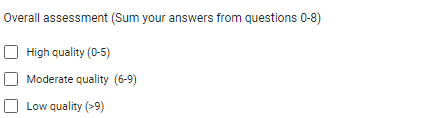 Overall assessment (Sum your answers from questions 0-8)
High quality (0-5)
Moderate quality (6-9)
Low quality (>9)